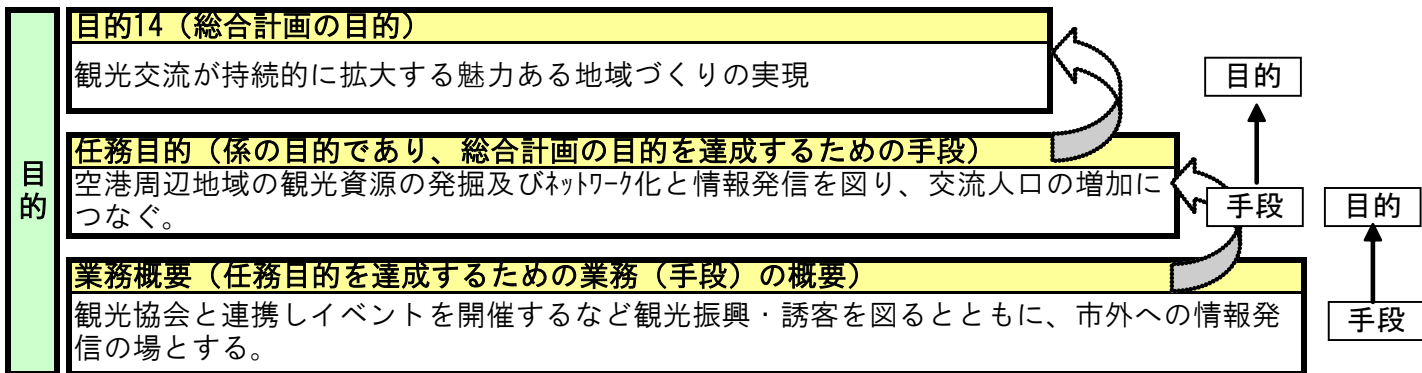 目的
目的14（総合計画の目的）
観光交流が持続的に拡大する魅力ある地域づくりの実現
任務目的（係の目的であり、総合計画の目的を達成するための手段）
空港周辺地域の観光資源の発掘及びﾈｯﾄﾜｰｸ化と情報発信を図り、交流人口の増加に
つなぐ。
業務概要（任務目的を達成するための業務（手段）の概要）
観光協会と連携しイベントを開催するなど観光振興・誘客を図るとともに、市外への情報発
信の場とする。
目的
手段
目的
手段